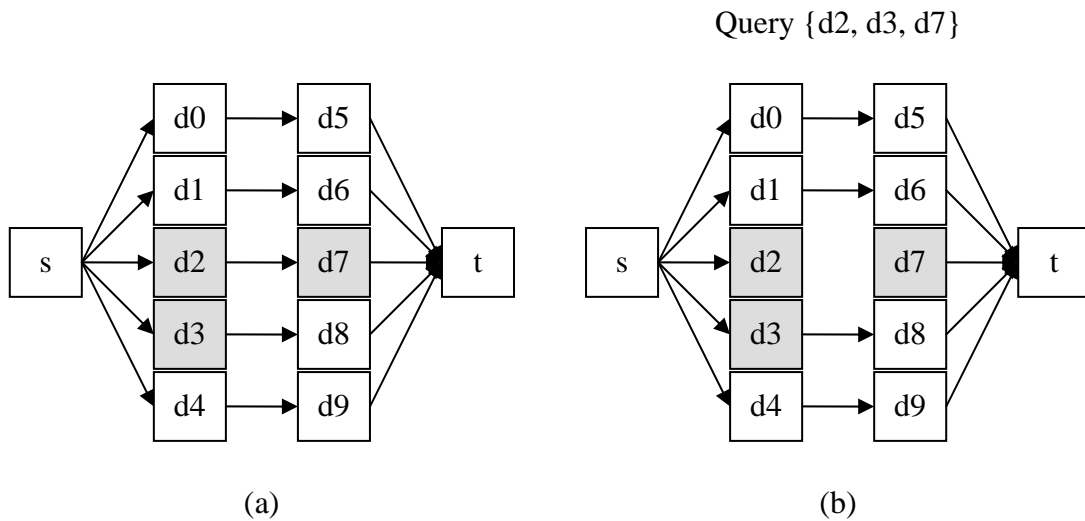 Query {d2, d3, d7}
d0 d5 d0 d5
d1 d6 d1 d6
s d2 d7 t s d2 d7 t
d3 d8 d3 d8
d4 d9 d4 d9
(a) (b)